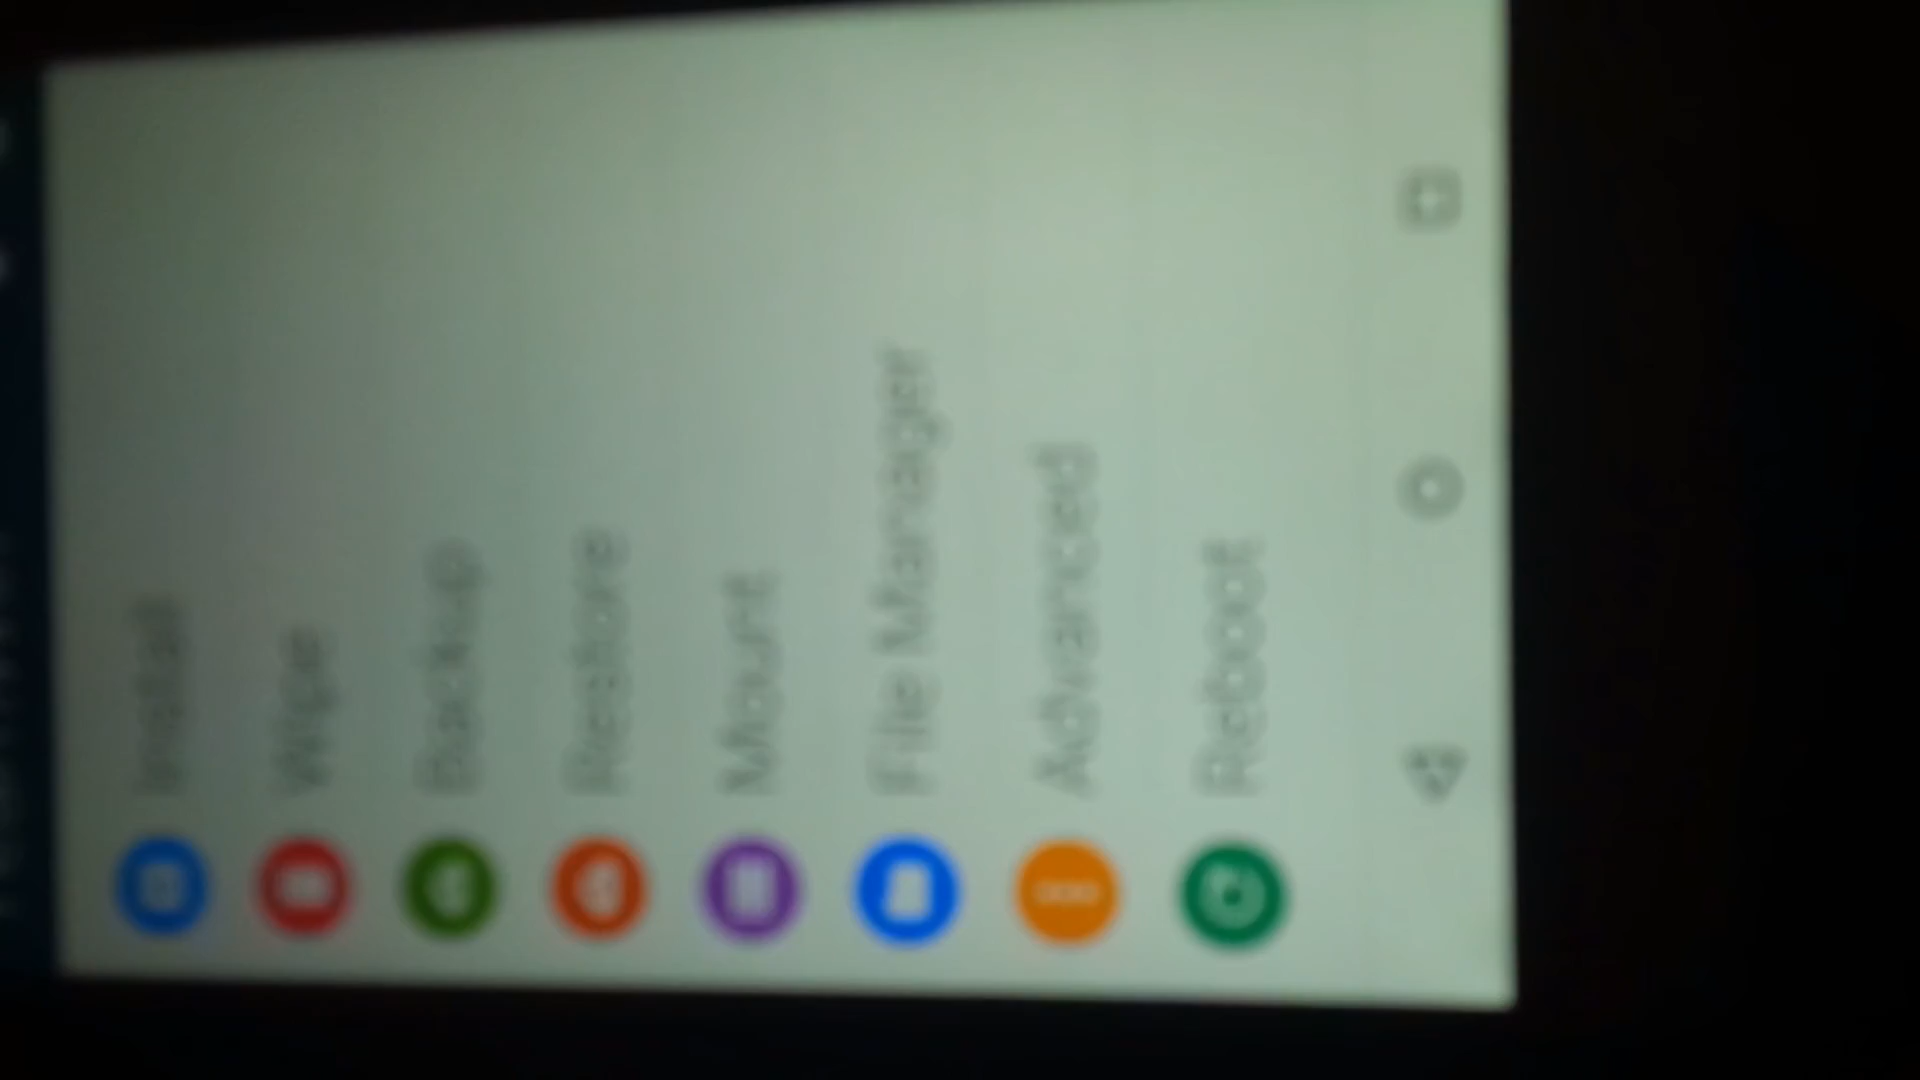 Install
Wipe
Backup
Restore
Mount
File Manager
Advanced
Reboot